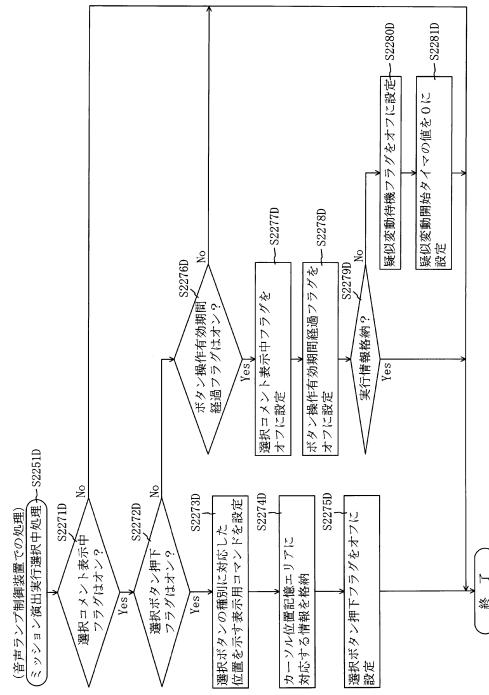 (音声ランプ制御装置での処理)
ミッション演出実行選択中処理
S2251D
S2271D
選択コメント表示中
フラグはオン?
No
Yes
S2272D
選択ボタン押下
フラグはオン?
No
Yes
S2273D
選択ボタンの種別に対応した
位置を示す表示用コマンドを設定
S2274D
カーソル位置記憶エリアに
対応する情報を格納
S2275D
選択ボタン押下フラグをオフに
設定
S2276D
ボタン操作有効期間
経過フラグはオン?
No
Yes
S2277D
選択コメント表示中フラグを
オフに設定
S2278D
ボタン操作有効期間経過フラグを
オフに設定
S2279D
実行情報格納?
No
Yes
S2280D
疑似変動待機フラグをオフに設定
S2281D
疑似変動開始タイマの値を0に
設定
終 了